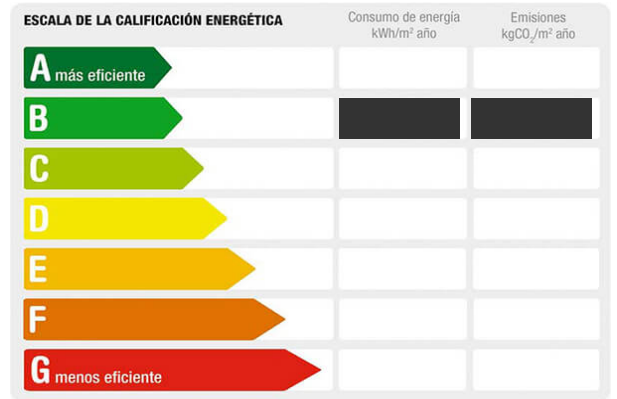 ESCALA DE LA CALIFICACIÓN ENERGÉTICA
Consumo de energía
kWh/m² año
Emisiones
kgCO₂/m² año
A más eficiente
B
C
D
E
F
G menos eficiente